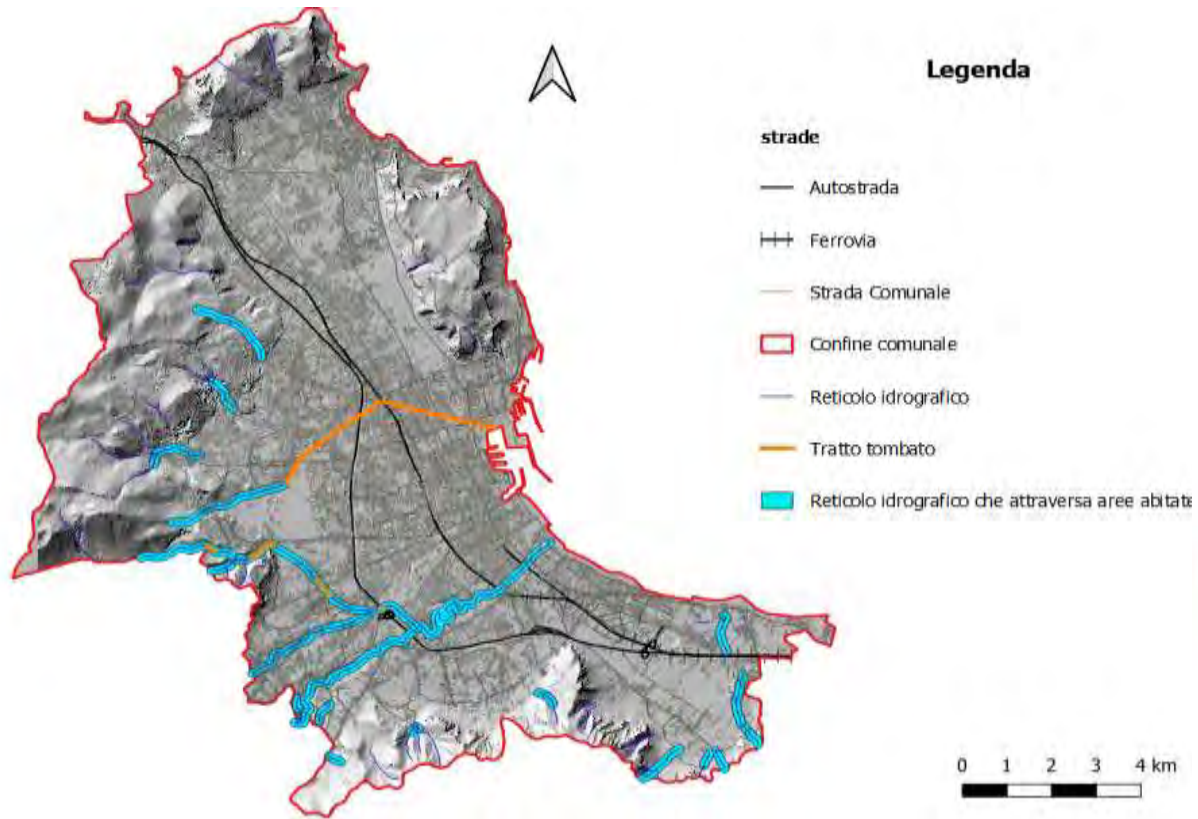 Legenda
strade
Autostrada
Ferrovia
Strada Comunale
Confine comunale
Reticolo idrografico
Tratto tombato
Reticolo idrografico che attraversa aree abitate
0 1 2 3 4 km